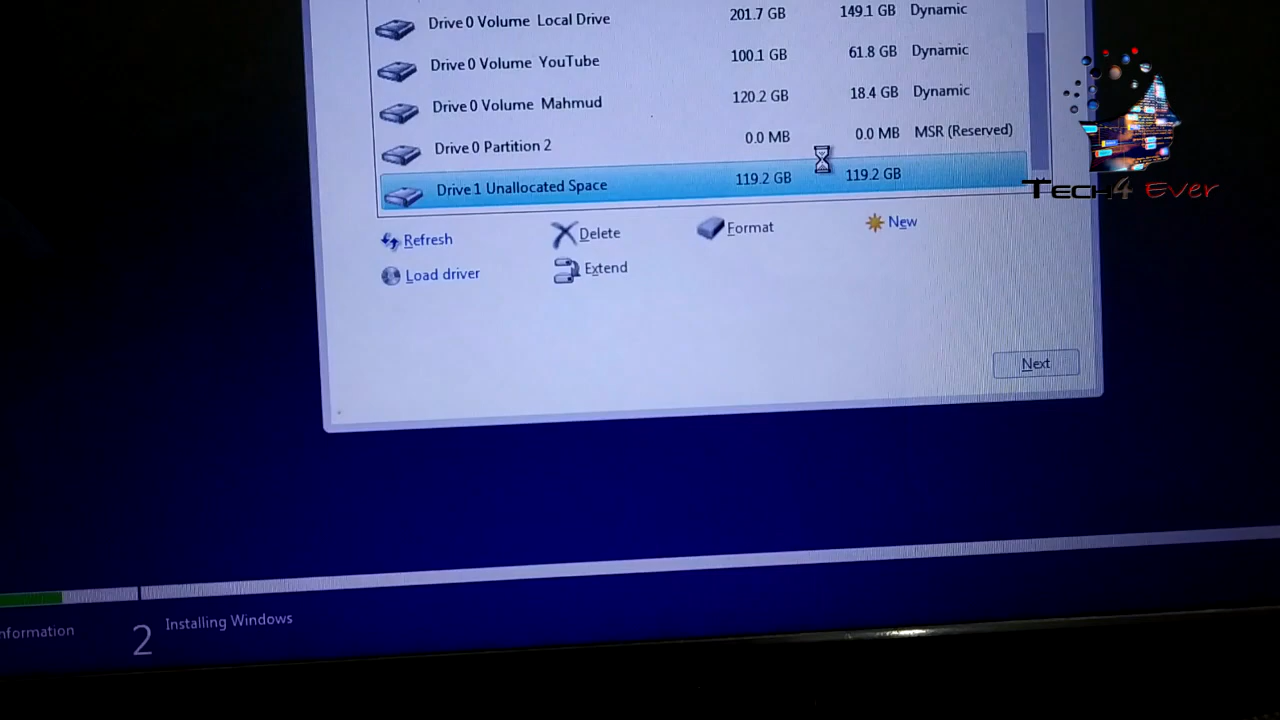 Drive 0 Volume Local Drive 201.7 GB 149.1 GB Dynamic
Drive 0 Volume YouTube 100.1 GB 61.8 GB Dynamic
Drive 0 Volume Mahmud 120.2 GB 18.4 GB Dynamic
Drive 0 Partition 2 0.0 MB 0.0 MB MSR (Reserved)
Drive 1 Unallocated Space 119.2 GB 119.2 GB
Tech4 Ever
Refresh Delete Format New
Load driver Extend
Next
nformation 2 Installing Windows